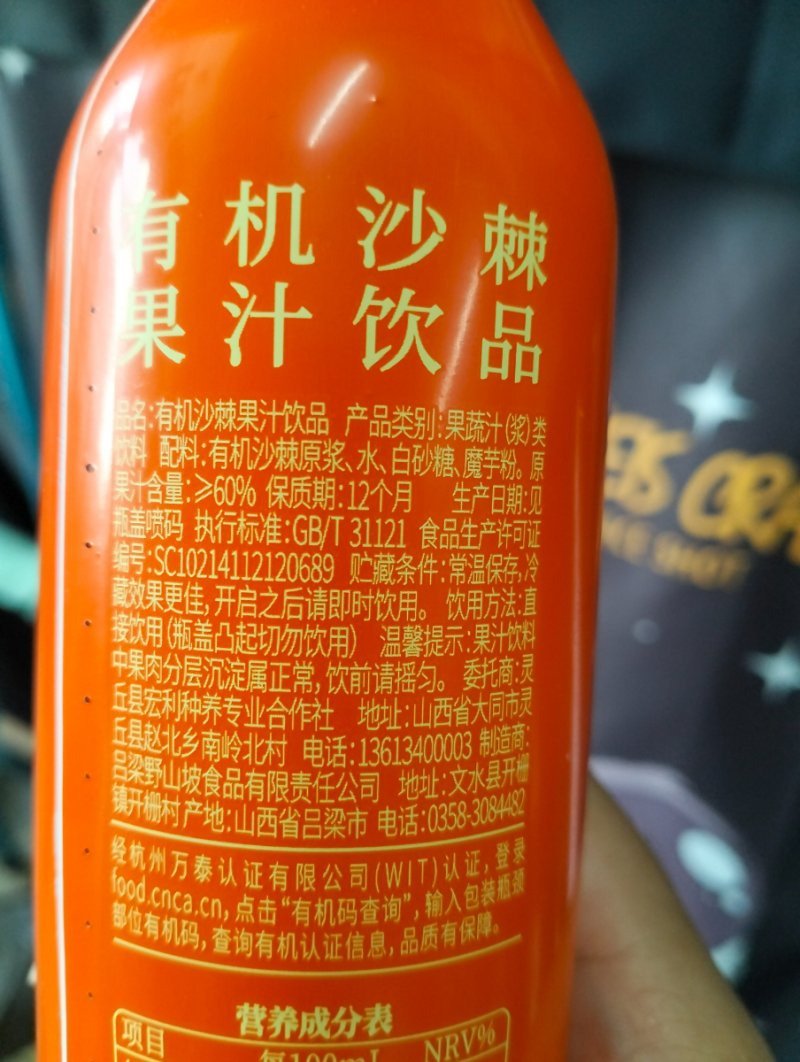 有机沙棘
果汁饮品
品名:有机沙棘果汁饮品 产品类别:果蔬汁(浆)类
饮料 配料:有机沙棘原浆、水、白砂糖、魔芋粉。原
果汁含量:≥60% 保质期:12个月 生产日期:见
瓶盖喷码 执行标准:GB/T 31121 食品生产许可证
编号:SC10214112120689 贮藏条件:常温保存,冷
藏效果更佳,开启之后请即时饮用。 饮用方法:直
接饮用(瓶盖凸起切勿饮用) 温馨提示:果汁饮料
中果肉分层沉淀属正常,饮前请摇匀。 委托商:灵
丘县宏利种养专业合作社 地址:山西省大同市灵
丘县赵北乡南岭北村 电话:13613400003 制造商:
吕梁野山坡食品有限责任公司 地址:文水县开栅
镇开栅村 产地:山西省吕梁市 电话:0358-3084482
经杭州万泰认证有限公司(WIT)认证,登录
food.cnca.cn,点击“有机码查询”,输入包装瓶颈
部位有机码,查询有机认证信息,品质有保障。
营养成分表
项目 每100mL NRV%